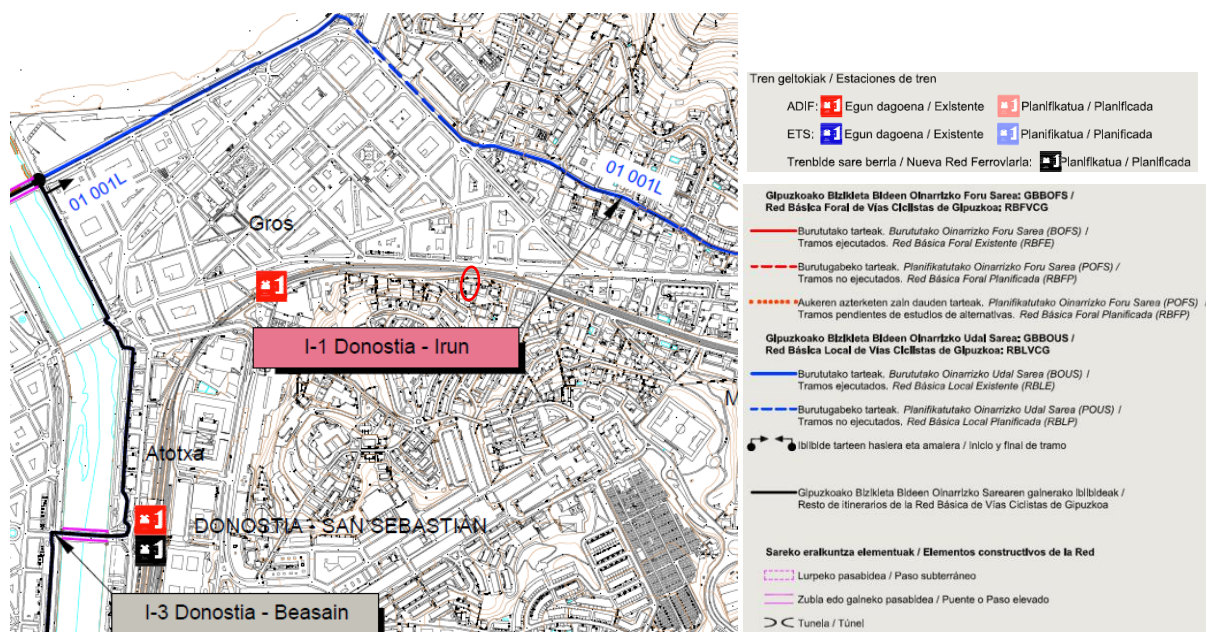 01 001L
01 001L
Gros
I-1 Donostia - Irun
M
Atotxa
DONOSTIA - SAN SEBASTIAN
I-3 Donostia - Beasain
Tren geltokiak / Estaciones de tren
ADIF: Egun dagoena / Existente Planifikatua / Planificada
ETS: Egun dagoena / Existente Planifikatua / Planificada
Trenbide sare berria / Nueva Red Ferroviaria: Planifikatua / Planificada
Gipuzkoako Bizikleta Bideen Oinarrizko Foru Sarea: GBBOFS /
Red Básica Foral de Vías Ciclistas de Gipuzkoa: RBFVCG
Burututako tarteak. Burututako Oinarrizko Foru Sarea (BOFS) /
Tramos ejecutados. Red Básica Foral Existente (RBFE)
Burutugabeko tarteak. Planifikatutako Oinarrizko Foru Sarea (POFS) /
Tramos no ejecutados. Red Básica Foral Planificada (RBFP)
Aukeren azterketen zain dauden tarteak. Planifikatutako Oinarrizko Foru Sarea (POFS) /
Tramos pendientes de estudios de alternativas. Red Básica Foral Planificada (RBFP)
Gipuzkoako Bizikleta Bideen Oinarrizko Udal Sarea: GBBOUS /
Red Básica Local de Vías Ciclistas de Gipuzkoa: RBLVCG
Burututako tarteak. Burututako Oinarrizko Udal Sarea (BOUS) /
Tramos ejecutados. Red Básica Local Existente (RBLE)
Burutugabeko tarteak. Planifikatutako Oinarrizko Udal Sarea (POUS) /
Tramos no ejecutados. Red Básica Local Planificada (RBLP)
Ibilbide tarteen hasiera eta amaiera / Inicio y final de tramo
Gipuzkoako Bizikleta Bideen Oinarrizko Sarearen gainerako ibilbideak /
Resto de itinerarios de la Red Básica de Vías Ciclistas de Gipuzkoa
Sareko eraikuntza elementuak / Elementos constructivos de la Red
Lurpeko pasabidea / Paso subterráneo
Zubia edo gaineko pasabidea / Puente o Paso elevado
Tunela / Túnel